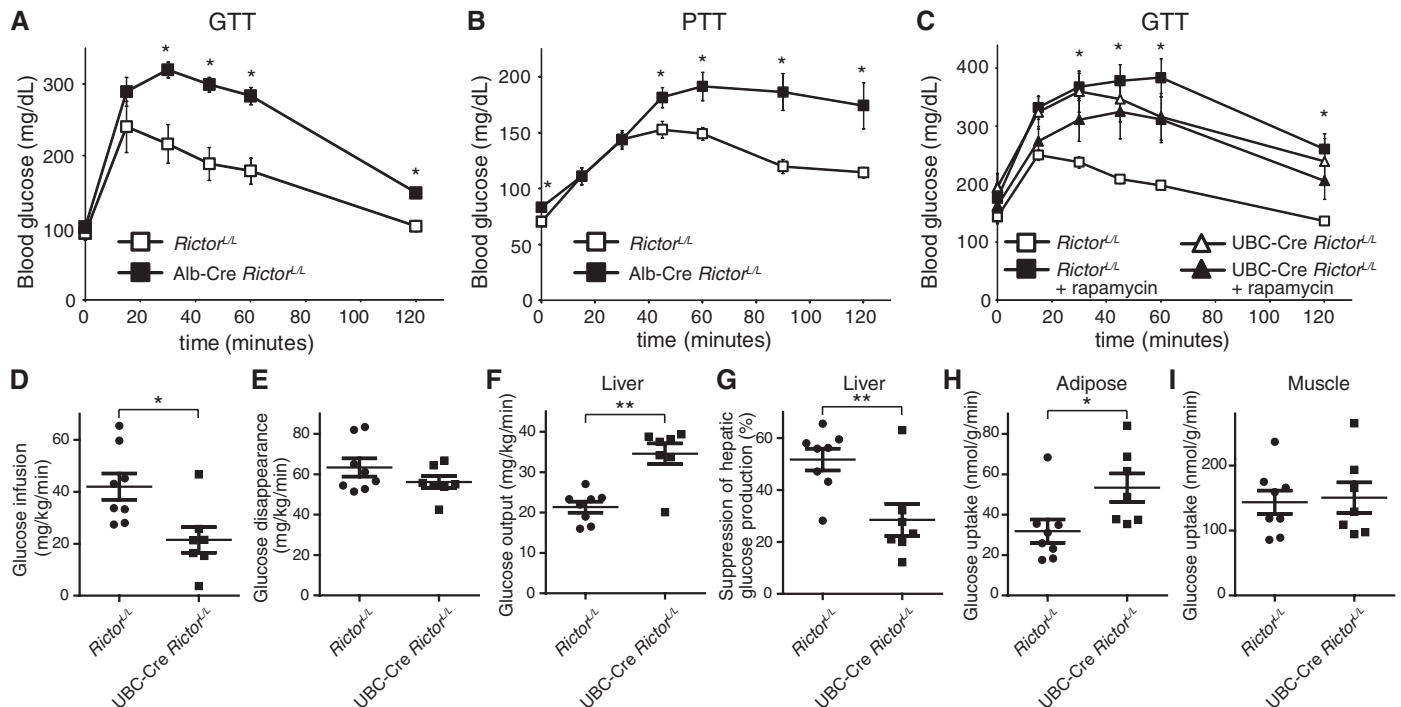 A GTT
Blood glucose (mg/dL)
300
200
100
0
* * * *
Rictor^L/L
Alb-Cre Rictor^L/L
0 20 40 60 80 100 120
time (minutes)
B PTT
Blood glucose (mg/dL)
200
150
100
50
0
* * * * *
Rictor^L/L
Alb-Cre Rictor^L/L
0 20 40 60 80 100 120
time (minutes)
C GTT
Blood glucose (mg/dL)
400
300
200
100
0
* * * *
Rictor^L/L
Rictor^L/L
+ rapamycin
UBC-Cre Rictor^L/L
UBC-Cre Rictor^L/L
+ rapamycin
0 20 40 60 80 100 120
time (minutes)
D
Glucose infusion
(mg/kg/min)
60
40
20
0
*
Rictor^L/L
UBC-Cre Rictor^L/L
E
Glucose disappearance
(mg/kg/min)
80
60
40
20
0
Rictor^L/L
UBC-Cre Rictor^L/L
F Liver
Glucose output (mg/kg/min)
40
30
20
10
0
**
Rictor^L/L
UBC-Cre Rictor^L/L
G Liver
Suppression of hepatic
glucose production (%)
60
40
20
0
**
Rictor^L/L
UBC-Cre Rictor^L/L
H Adipose
Glucose uptake (nmol/g/min)
80
60
40
20
0
*
Rictor^L/L
UBC-Cre Rictor^L/L
I Muscle
Glucose uptake (nmol/g/min)
200
100
0
Rictor^L/L
UBC-Cre Rictor^L/L